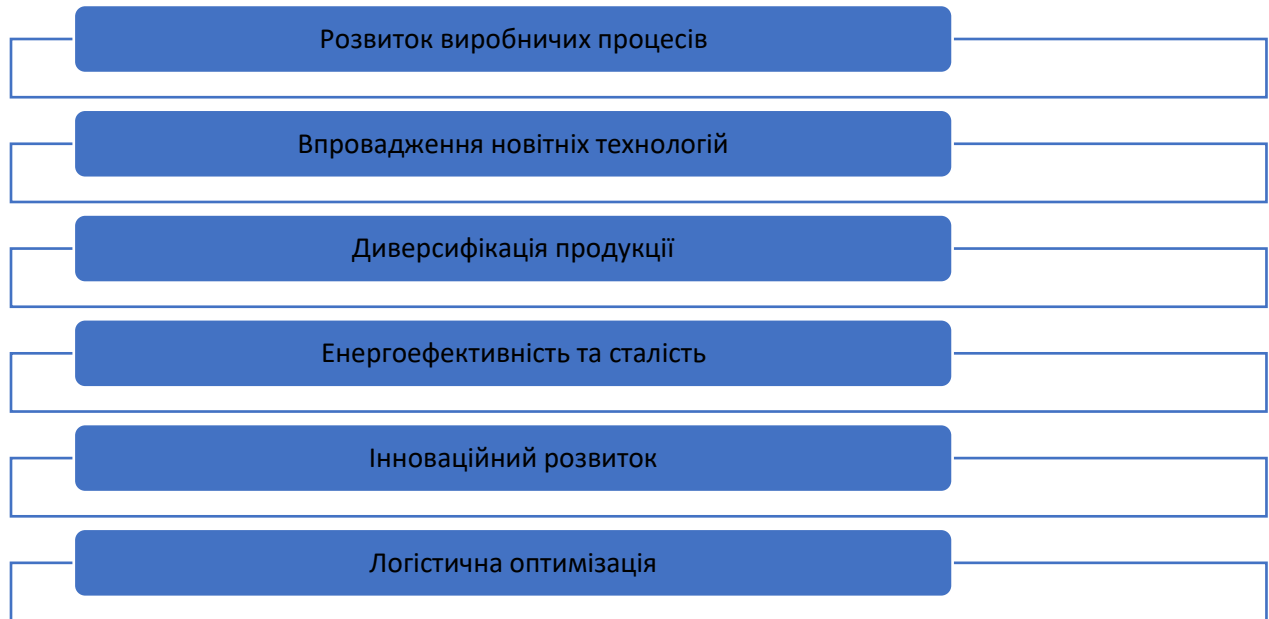 Розвиток виробничих процесів
Впровадження новітніх технологій
Диверсифікація продукції
Енергоефективність та сталість
Інноваційний розвиток
Логістична оптимізація